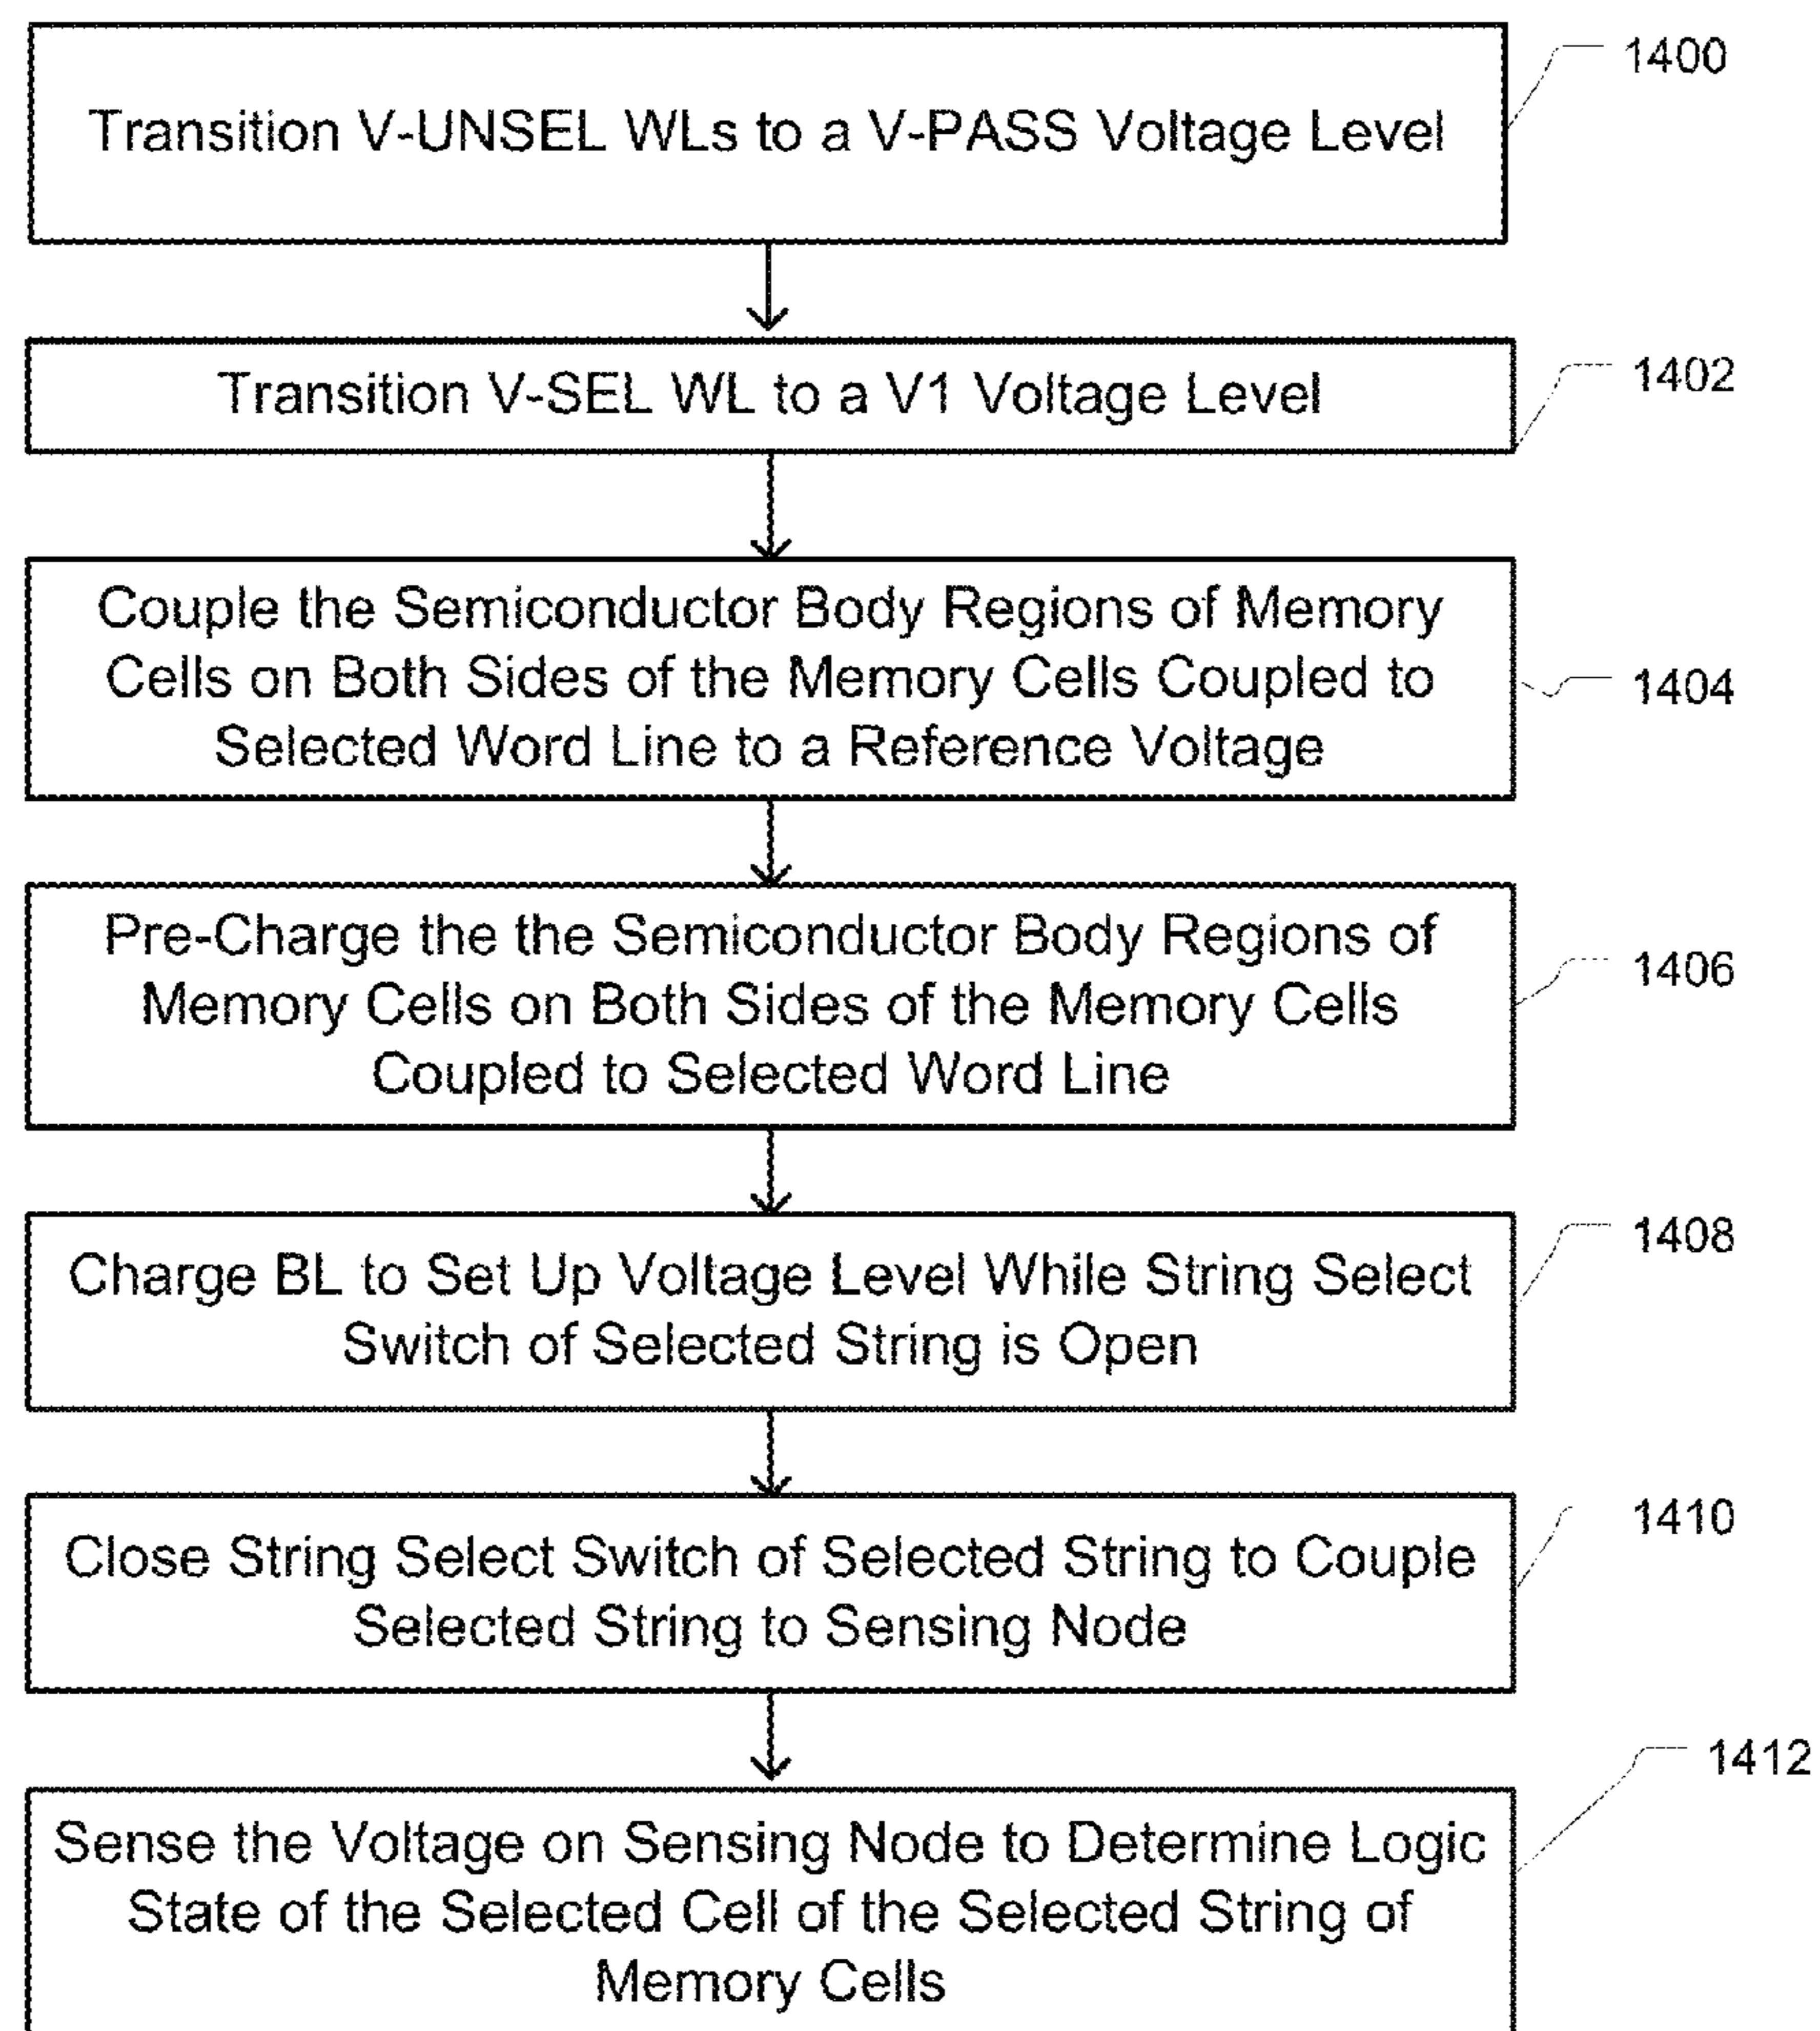 Transition V-UNSEL WLs to a V-PASS Voltage Level
1400
Transition V-SEL WL to a V1 Voltage Level
1402
Couple the Semiconductor Body Regions of Memory
Cells on Both Sides of the Memory Cells Coupled to
Selected Word Line to a Reference Voltage
1404
Pre-Charge the the Semiconductor Body Regions of
Memory Cells on Both Sides of the Memory Cells
Coupled to Selected Word Line
1406
Charge BL to Set Up Voltage Level While String Select
Switch of Selected String is Open
1408
Close String Select Switch of Selected String to Couple
Selected String to Sensing Node
1410
Sense the Voltage on Sensing Node to Determine Logic
State of the Selected Cell of the Selected String of
Memory Cells
1412